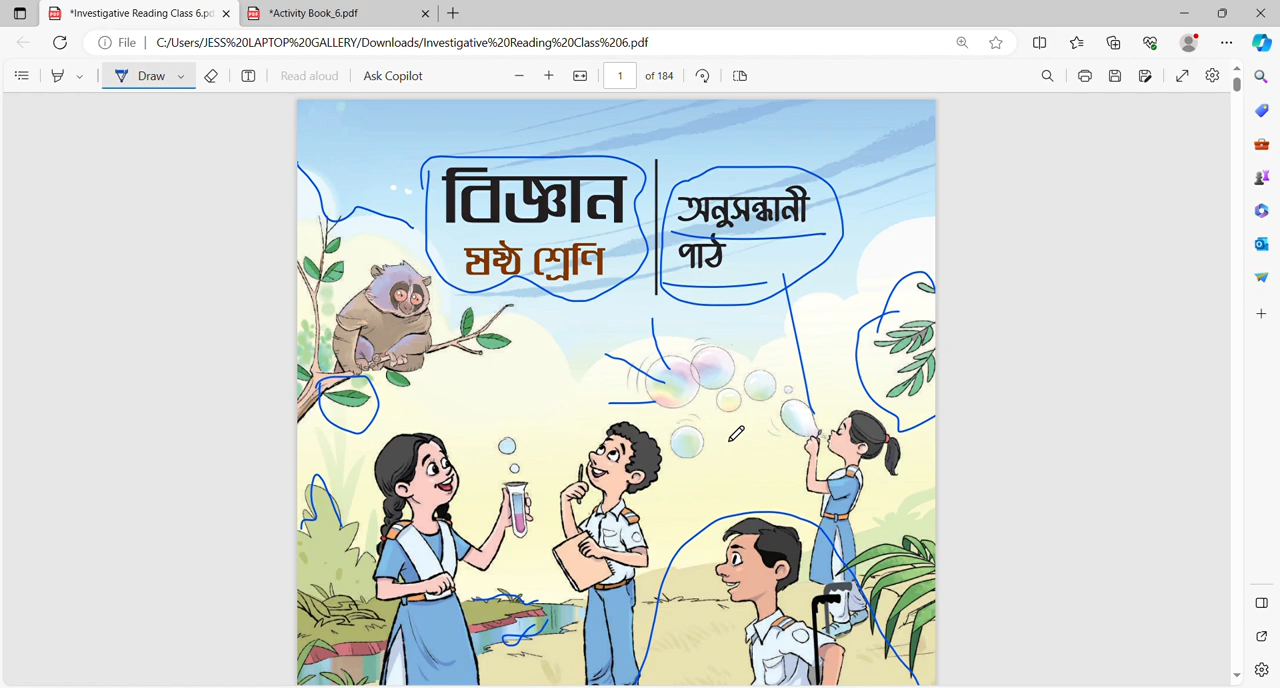 *Investigative Reading Class 6.pd
*Activity Book_6.pdf
File
C:/Users/JESS%20LAPTOP%20GALLERY/Downloads/Investigative%20Reading%20Class%206.pdf
Draw
Read aloud
Ask Copilot
1
of 184
বিজ্ঞান
ষষ্ঠ শ্রেণি
অনুসন্ধানী
পাঠ